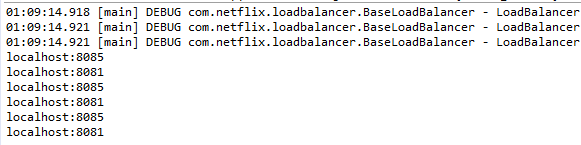 01:09:14.918 [main] DEBUG com.netflix.loadbalancer.BaseLoadBalancer - LoadBalancer
01:09:14.921 [main] DEBUG com.netflix.loadbalancer.BaseLoadBalancer - LoadBalancer
01:09:14.921 [main] DEBUG com.netflix.loadbalancer.BaseLoadBalancer - LoadBalancer
localhost:8085
localhost:8081
localhost:8085
localhost:8081
localhost:8085
localhost:8081